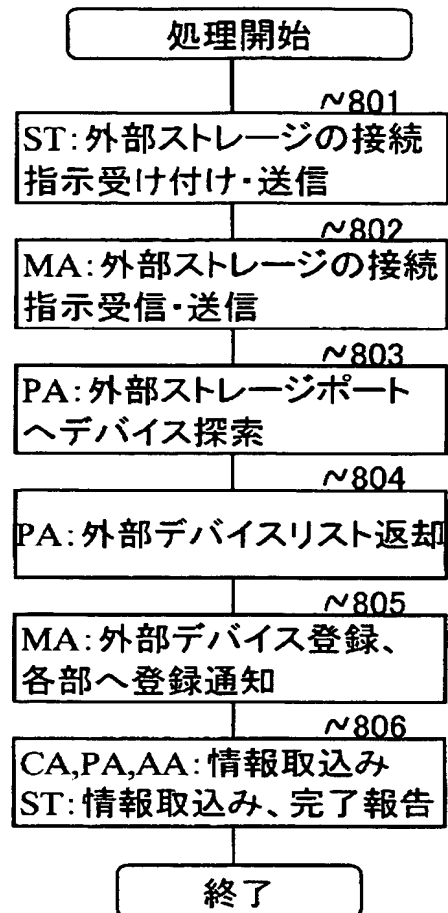 処理開始
~801
ST:外部ストレージの接続
指示受け付け・送信
~802
MA:外部ストレージの接続
指示受信・送信
~803
PA:外部ストレージポート
へデバイス探索
~804
PA:外部デバイスリスト返却
~805
MA:外部デバイス登録、
各部へ登録通知
~806
CA,PA,AA:情報取込み
ST:情報取込み、完了報告
終了